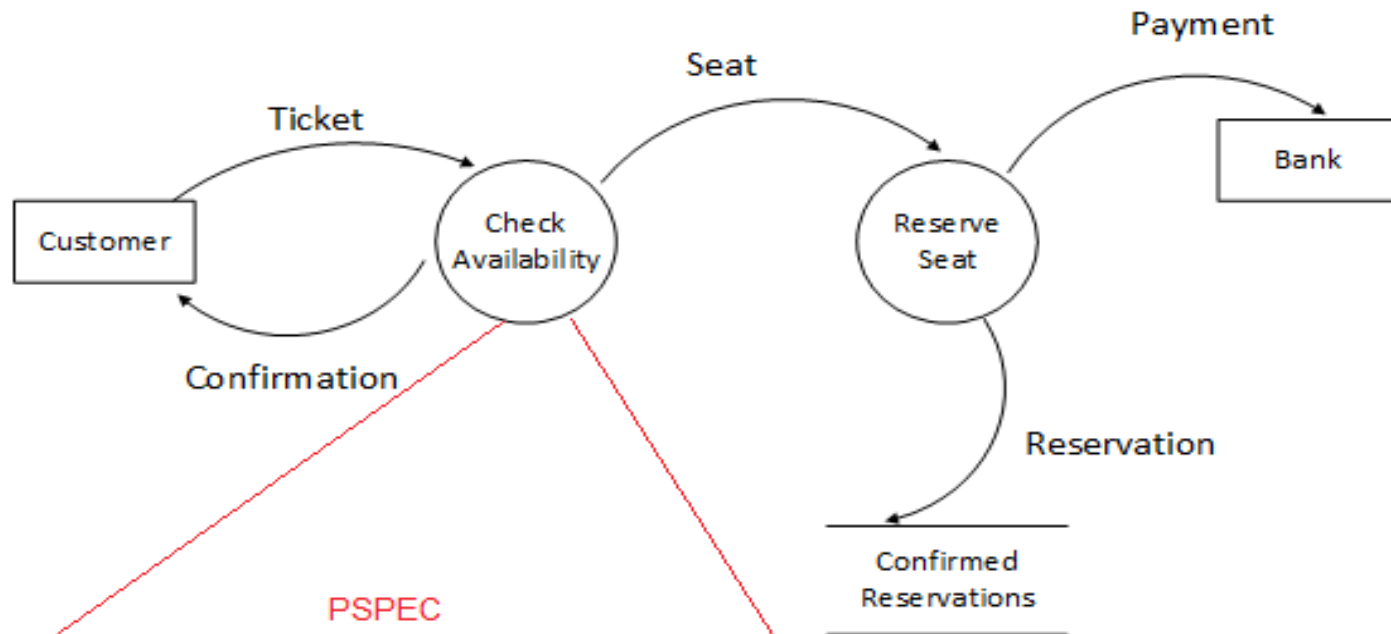 Payment
Seat
Ticket
Bank
Customer
Check
Availability
Reserve
Seat
Confirmation
Reservation
Confirmed
Reservations
PSPEC